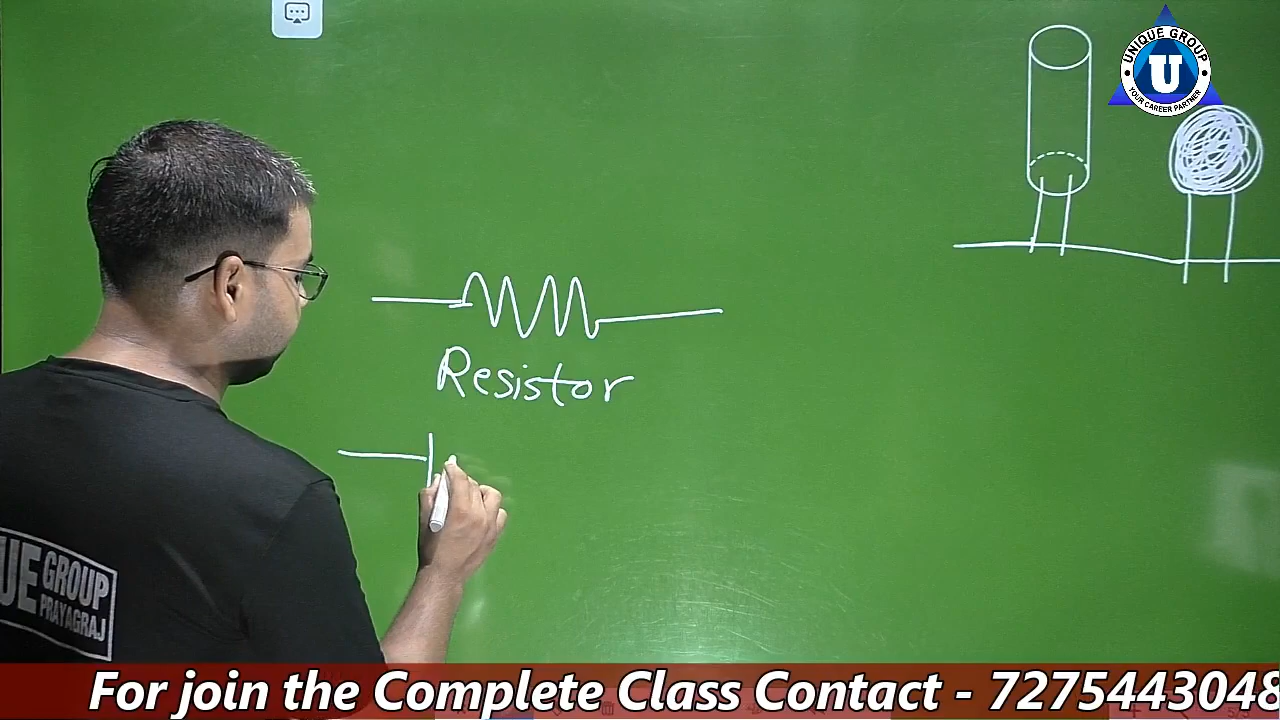 UNIQUE GROUP
U
YOUR CAREER PARTNER
Resistor
UE GROUP
PRAYAGRAJ
For join the Complete Class Contact - 7275443048